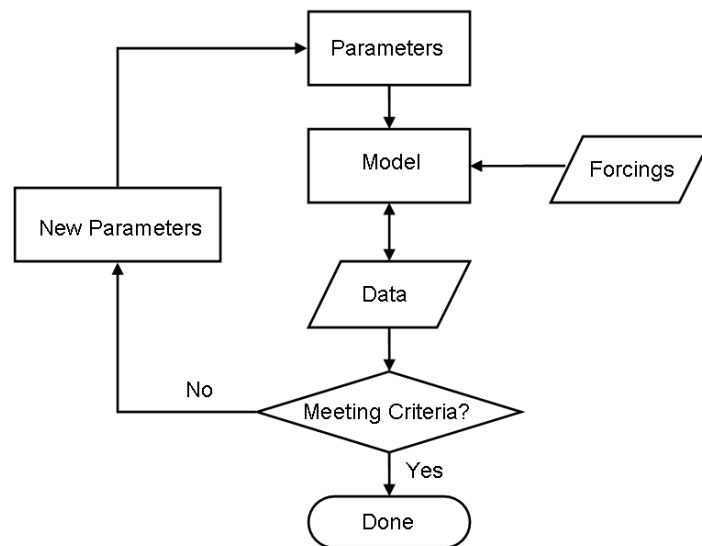 Parameters
Model
Forcings
New Parameters
Data
No
Meeting Criteria?
Yes
Done